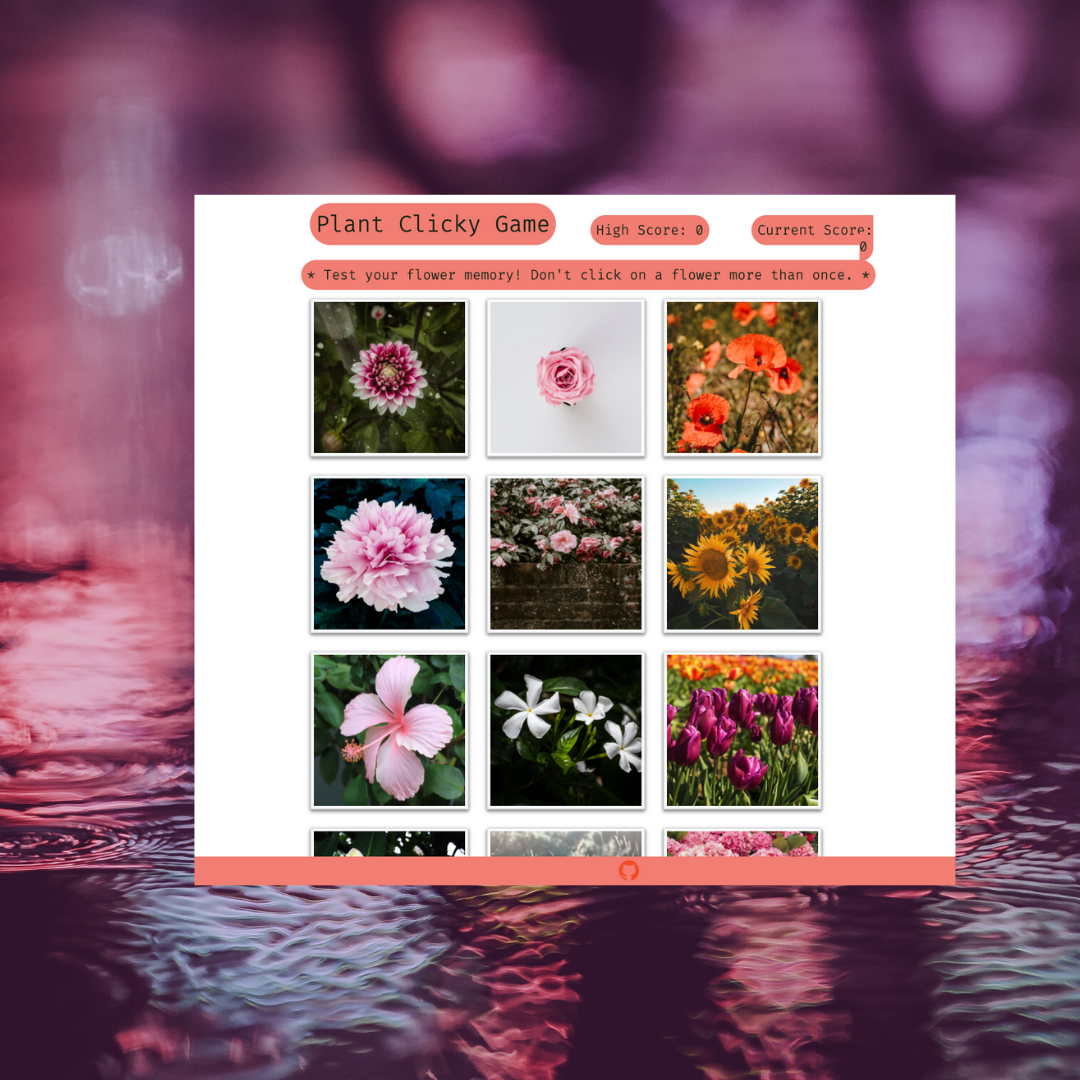 Plant Clicky Game
High Score: 0
Current Score:
0
* Test your flower memory! Don't click on a flower more than once. *